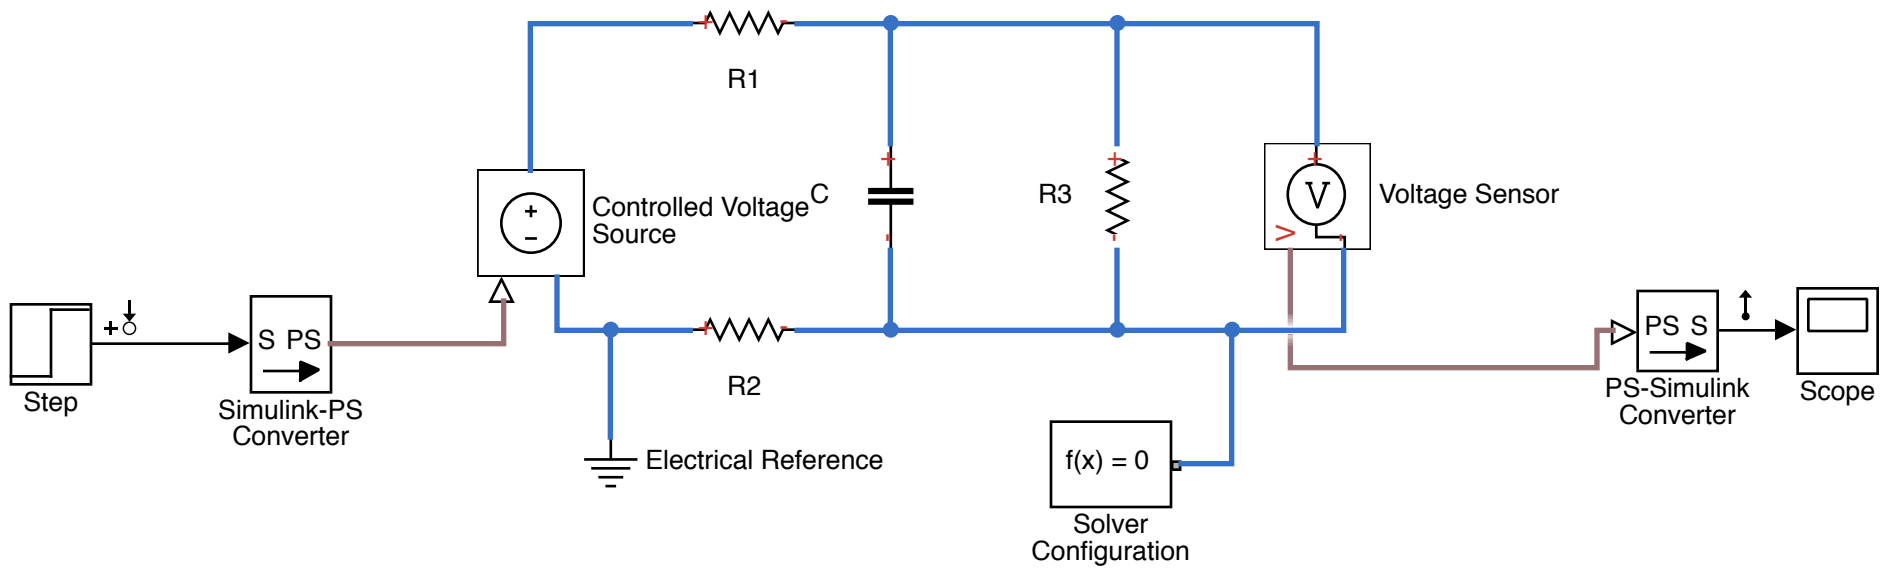 R1
Controlled Voltage
Source
C
R3
V
V
Voltage Sensor
Step
S PS
Simulink-PS
Converter
R2
Electrical Reference
f(x) = 0
Solver
Configuration
PS S
PS-Simulink
Converter
Scope